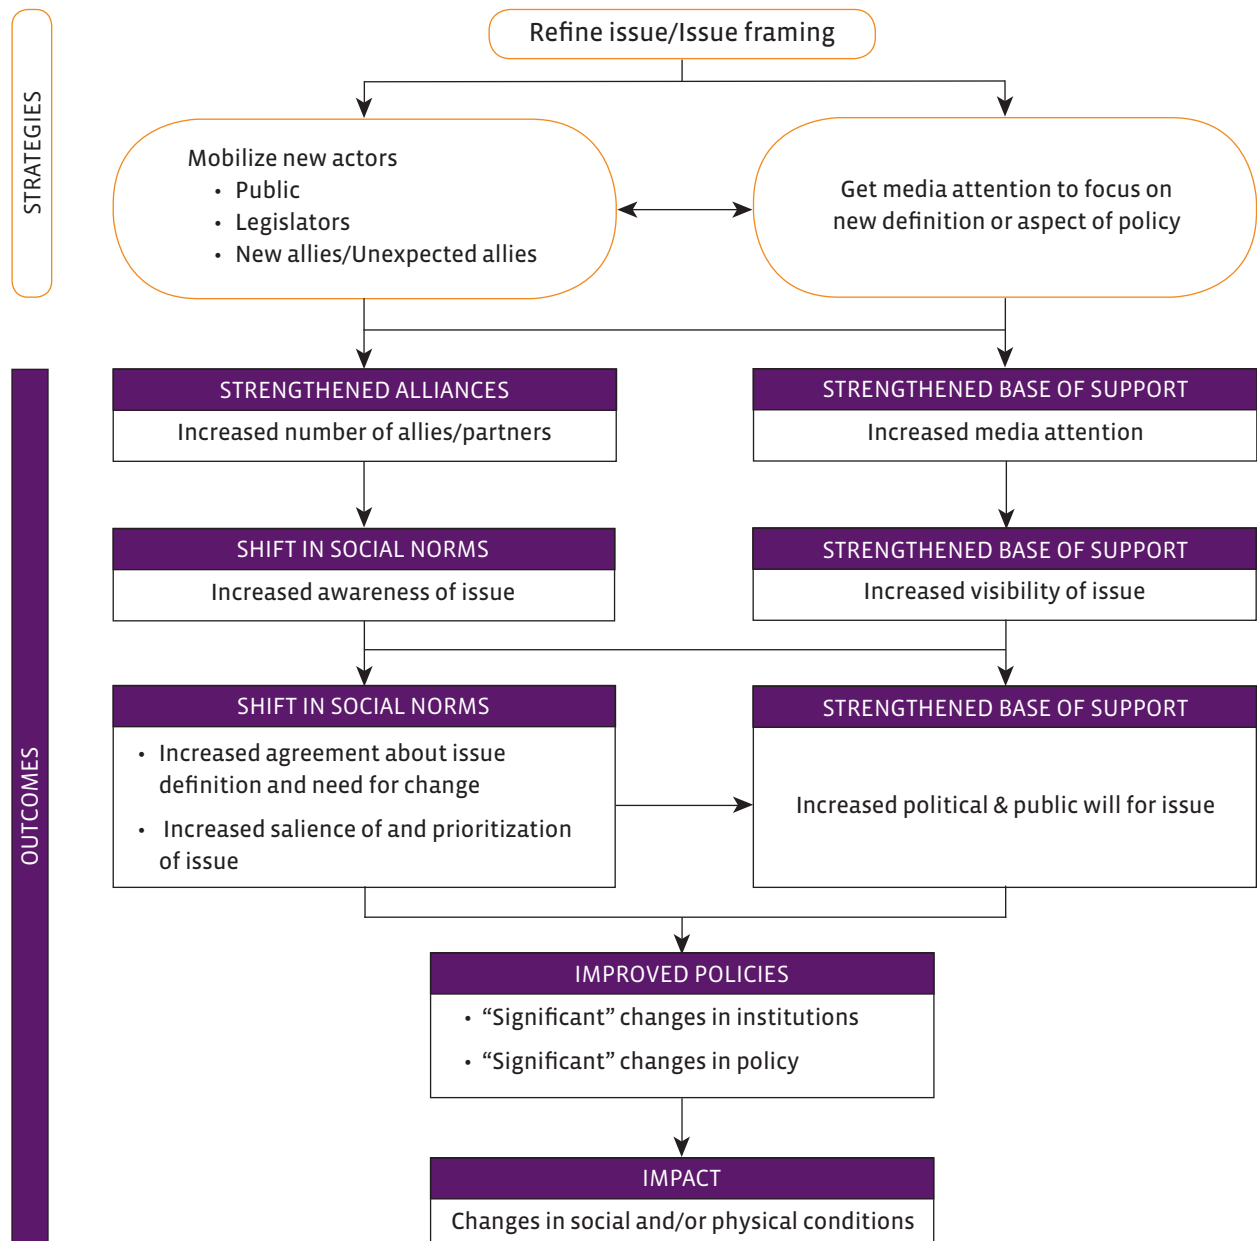 STRATEGIES
Refine issue/Issue framing
Mobilize new actors
• Public
• Legislators
• New allies/Unexpected allies
Get media attention to focus on
new definition or aspect of policy
OUTCOMES
STRENGTHENED ALLIANCES
Increased number of allies/partners
STRENGTHENED BASE OF SUPPORT
Increased media attention
SHIFT IN SOCIAL NORMS
Increased awareness of issue
STRENGTHENED BASE OF SUPPORT
Increased visibility of issue
SHIFT IN SOCIAL NORMS
• Increased agreement about issue
definition and need for change
• Increased salience of and prioritization
of issue
STRENGTHENED BASE OF SUPPORT
Increased political & public will for issue
IMPROVED POLICIES
• “Significant” changes in institutions
• “Significant” changes in policy
IMPACT
Changes in social and/or physical conditions